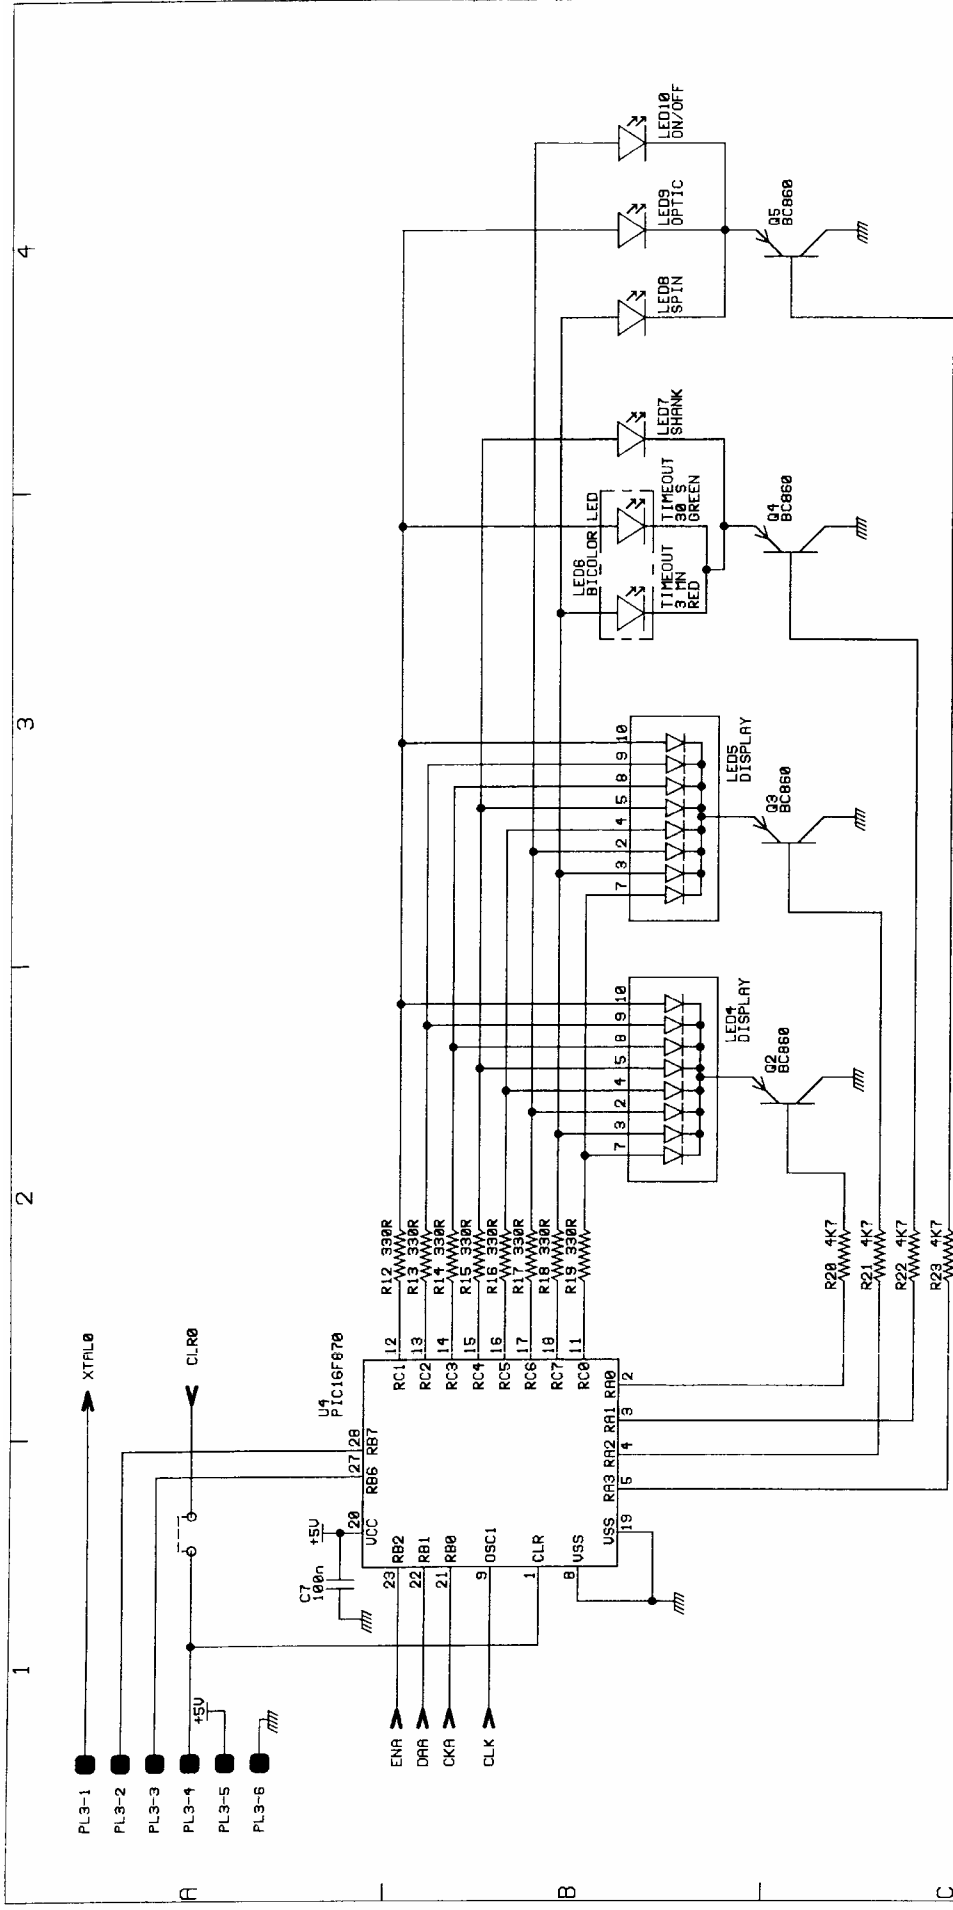 1
2
3
4
A
B
C
PL3-1
PL3-2
PL3-3
PL3-4
PL3-5
PL3-6
XTAL0
CLR0
+5V
+5V
C7
100n
U4
PIC16F870
20
27
28
VCC
RB6
RB7
ENA
DAA
CKA
CLK
23
22
21
9
1
8
RB2
RB1
RB0
OSC1
CLR
VSS
RC1
RC2
RC3
RC4
RC5
RC6
RC7
RC0
12
13
14
15
16
17
18
11
VSS
RA3
RA2
RA1
RA0
19
5
4
3
2
R12 330R
R13 330R
R14 330R
R15 330R
R16 330R
R17 330R
R18 330R
R19 330R
R20 4K7
R21 4K7
R22 4K7
R23 4K7
7
3
2
4
5
8
9
10
LED4
DISPLAY
Q2
BC860
7
3
2
4
5
8
9
10
LED5
DISPLAY
Q3
BC860
LED6
BICOLOR LED
TIMEOUT
3 MN
RED
TIMEOUT
30 S
GREEN
LED7
SHANK
Q4
BC860
LED8
SPIN
LED9
OPTIC
LED10
ON/OFF
Q5
BC860